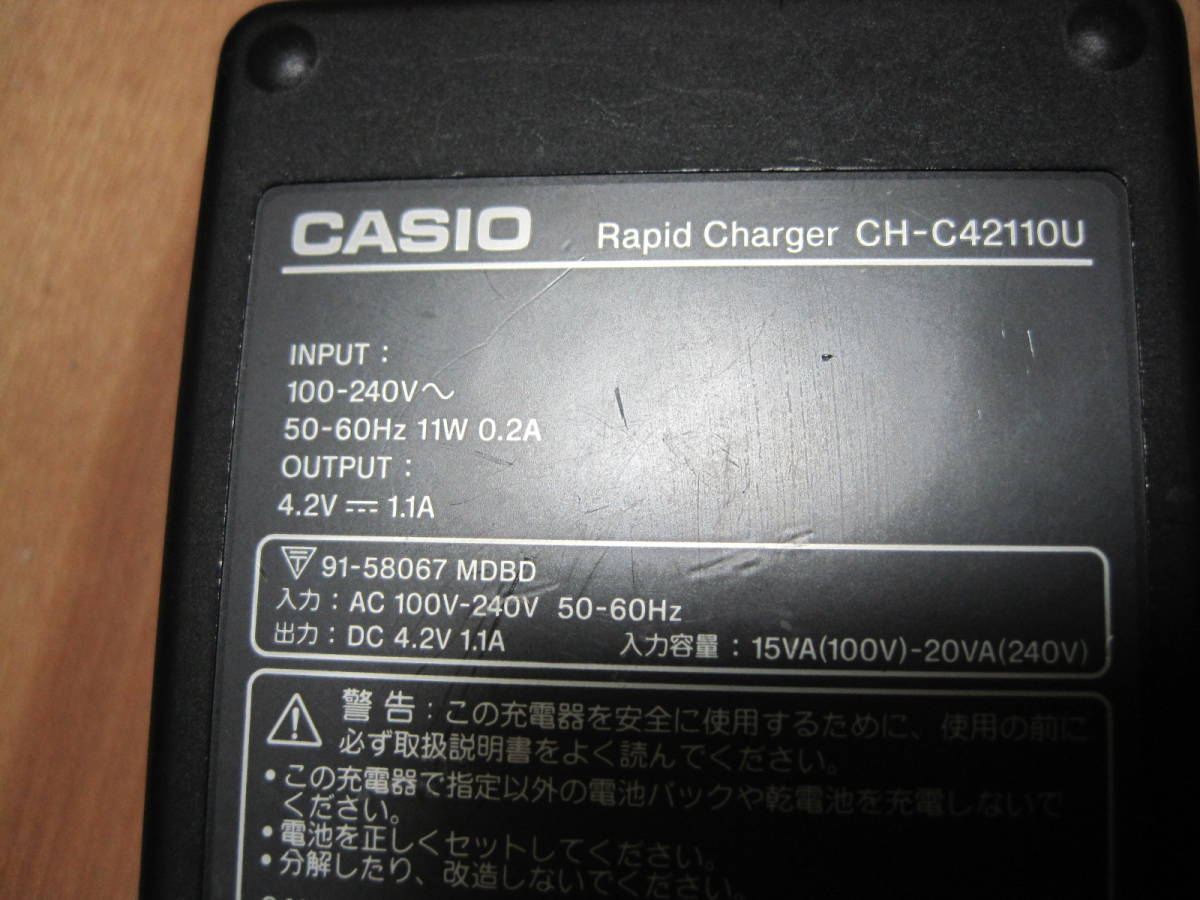 CASIO Rapid Charger CH-C42110U
INPUT :
100-240V～
50-60Hz 11W 0.2A
OUTPUT :
4.2V⎓ 1.1A
〒 91-58067 MDBD
入力 : AC 100V-240V 50-60Hz
出力 : DC 4.2V 1.1A 入力容量 : 15VA(100V)-20VA(240V)
警告 : この充電器を安全に使用するために、使用の前に
必ず取扱説明書をよく読んでください。
•この充電器で指定以外の電池パックや乾電池を充電しないで
ください。
•電池を正しくセットしてください。
•分解したり、改造しないでください。